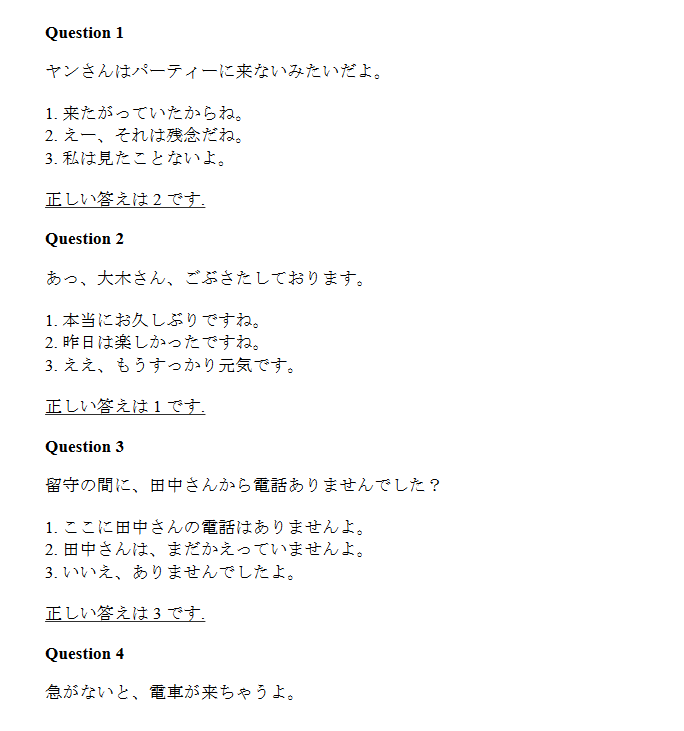 Question 1
ヤンさんはパーティーに来ないみたいだよ。
1. 来たがっていたからね。
2. えー、それは残念だね。
3. 私は見たことないよ。
正しい答えは 2 です.
Question 2
あっ、大木さん、ごぶさたしております。
1. 本当にお久しぶりですね。
2. 昨日は楽しかったですね。
3. ええ、もうすっかり元気です。
正しい答えは 1 です.
Question 3
留守の間に、田中さんから電話ありませんでした？
1. ここに田中さんの電話はありませんよ。
2. 田中さんは、まだかえっていませんよ。
3. いいえ、ありませんでしたよ。
正しい答えは 3 です.
Question 4
急がないと、電車が来ちゃうよ。